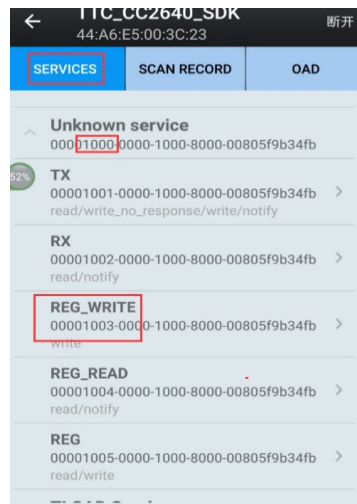 ← TTC_CC2640_SDK 断开
44:A6:E5:00:3C:23
SERVICES SCAN RECORD OAD
Unknown service
00001000-0000-1000-8000-00805f9b34fb
52%
TX
00001001-0000-1000-8000-00805f9b34fb
read/write_no_response/write/notify
RX
00001002-0000-1000-8000-00805f9b34fb
read/notify
REG_WRITE
00001003-0000-1000-8000-00805f9b34fb
write
REG_READ
00001004-0000-1000-8000-00805f9b34fb
read/notify
REG
00001005-0000-1000-8000-00805f9b34fb
read/write